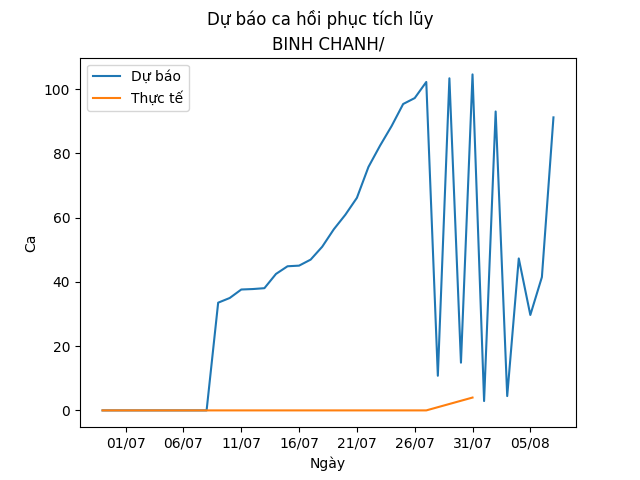 Dự báo ca hồi phục tích lũy
BINH CHANH/
Dự báo
Thực tế
Ca
100
80
60
40
20
0
01/07 06/07 11/07 16/07 21/07 26/07 31/07 05/08
Ngày